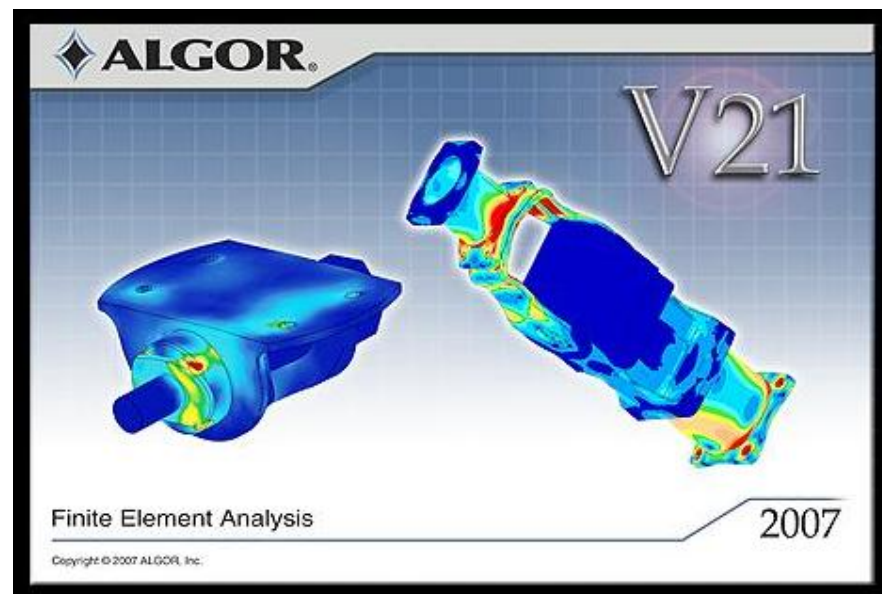 ALGOR®
V21
Finite Element Analysis
2007
Copyright © 2007 ALGOR, Inc.